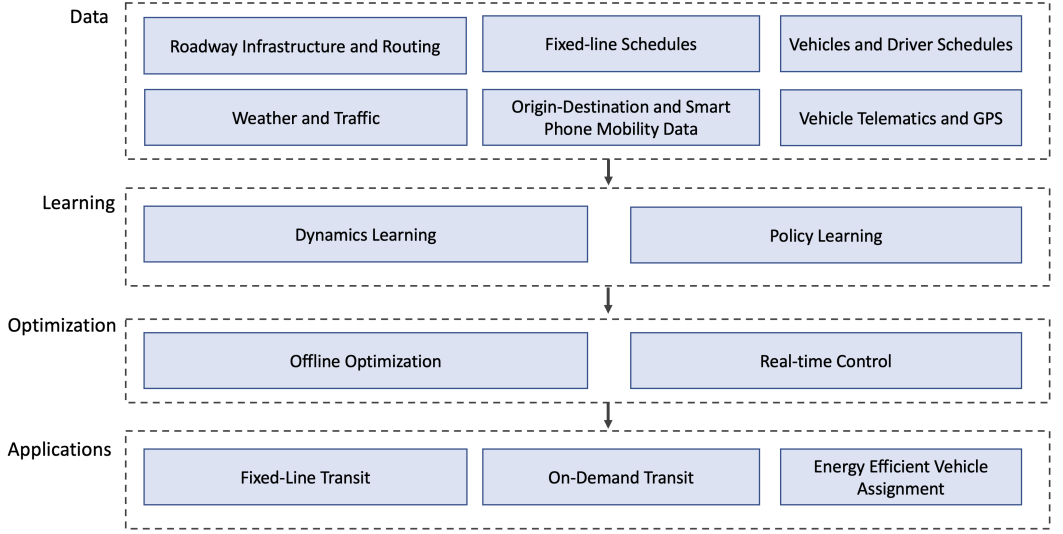 Data
Roadway Infrastructure and Routing
Fixed-line Schedules
Vehicles and Driver Schedules
Weather and Traffic
Origin-Destination and Smart
Phone Mobility Data
Vehicle Telematics and GPS
Learning
Dynamics Learning
Policy Learning
Optimization
Offline Optimization
Real-time Control
Applications
Fixed-Line Transit
On-Demand Transit
Energy Efficient Vehicle
Assignment